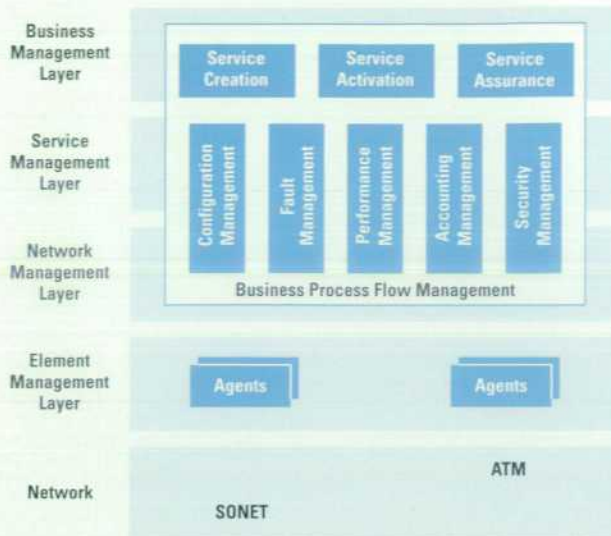 Business
Management
Layer
Service
Creation
Service
Activation
Service
Assurance
Service
Management
Layer
Configuration
Management
Fault
Management
Performance
Management
Accounting
Management
Security
Management
Network
Management
Layer
Business Process Flow Management
Element
Management
Layer
Agents
Agents
Network
ATM
SONET